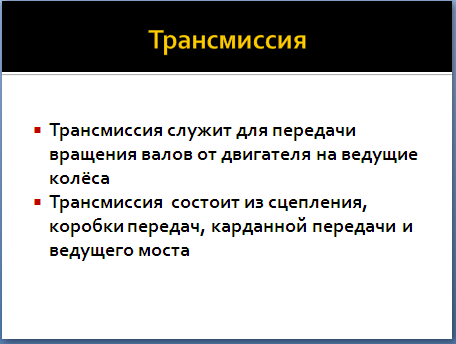 Трансмиссия
Трансмиссия служит для передачи
вращения валов от двигателя на ведущие
колёса
Трансмиссия состоит из сцепления,
коробки передач, карданной передачи и
ведущего моста